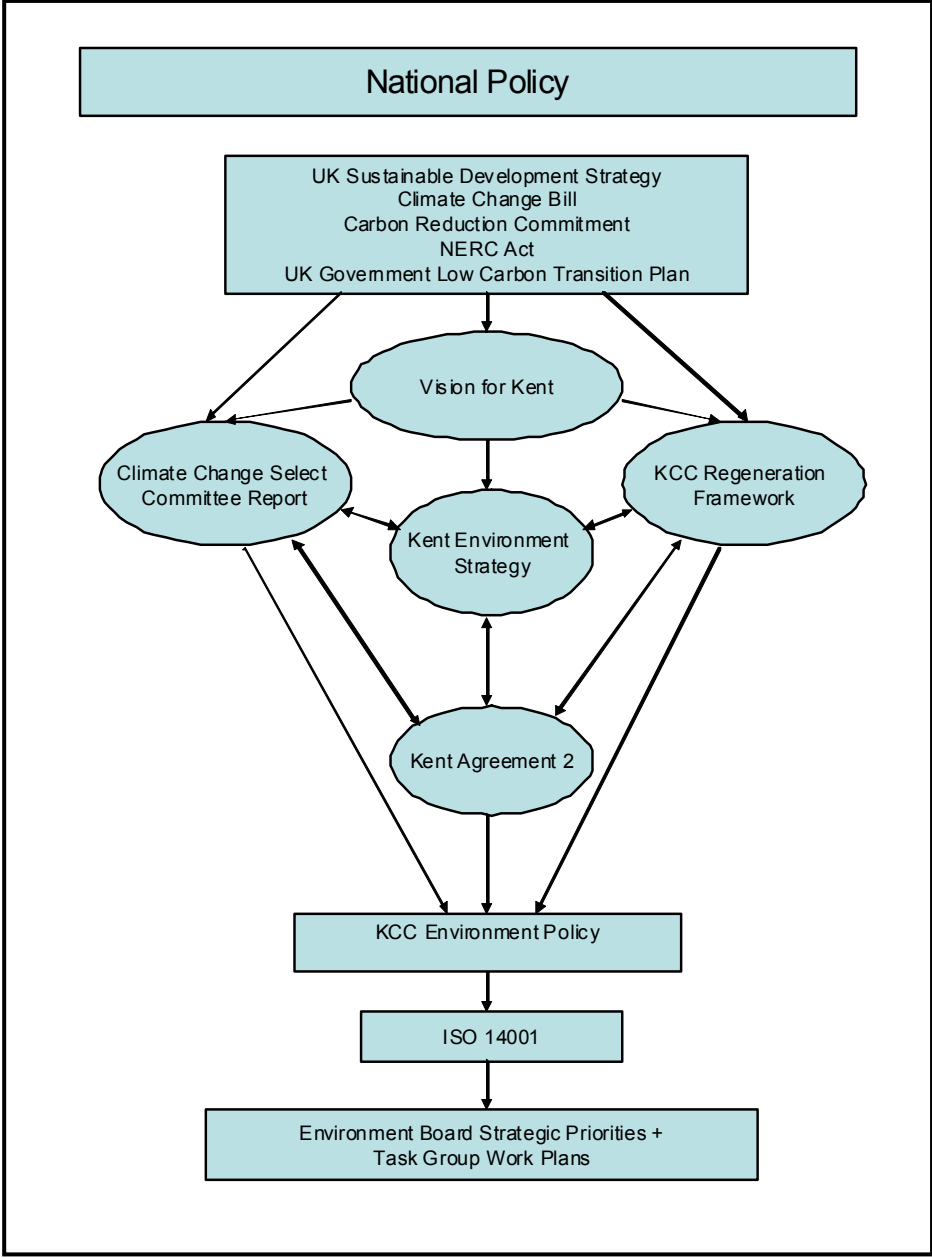 National Policy
UK Sustainable Development Strategy
Climate Change Bill
Carbon Reduction Commitment
NERC Act
UK Government Low Carbon Transition Plan
Vision for Kent
Climate Change Select
Committee Report
KCC Regeneration
Framework
Kent Environment
Strategy
Kent Agreement 2
KCC Environment Policy
ISO 14001
Environment Board Strategic Priorities +
Task Group Work Plans